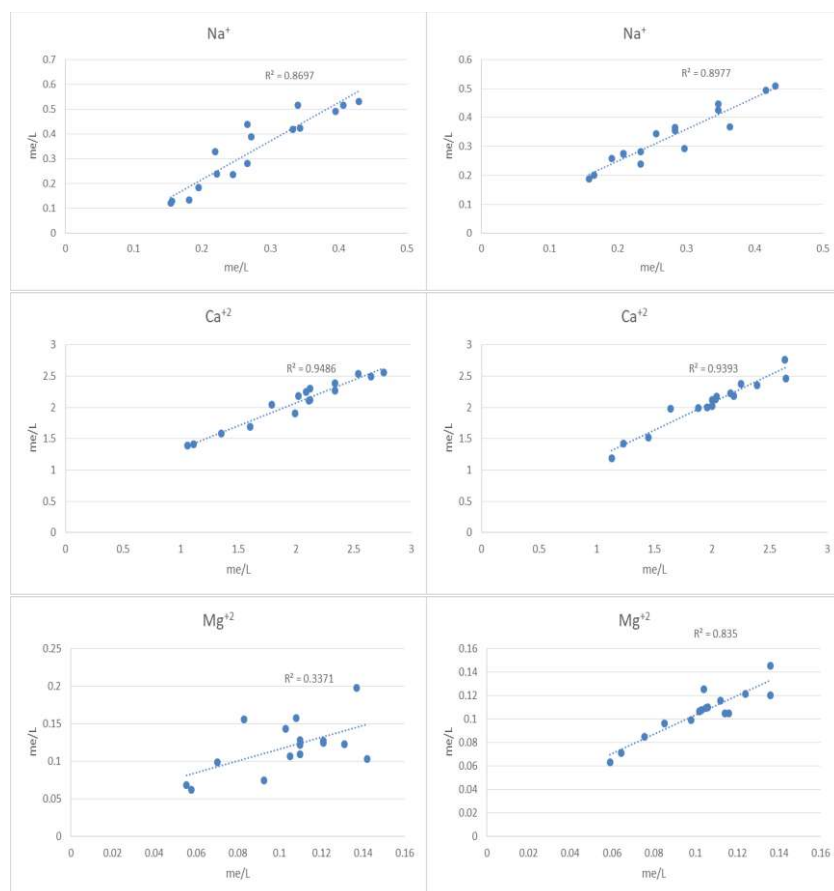 Na⁺
R² = 0.8697
me/L
0.7
0.6
0.5
0.4
0.3
0.2
0.1
0
0 0.1 0.2 0.3 0.4 0.5
me/L
Na⁺
R² = 0.8977
me/L
0.6
0.5
0.4
0.3
0.2
0.1
0
0 0.1 0.2 0.3 0.4 0.5
me/L
Ca⁺²
R² = 0.9486
me/L
3
2.5
2
1.5
1
0.5
0
0 0.5 1 1.5 2 2.5 3
me/L
Ca⁺²
R² = 0.9393
me/L
3
2.5
2
1.5
1
0.5
0
0 0.5 1 1.5 2 2.5 3
me/L
Mg⁺²
R² = 0.3371
me/L
0.25
0.2
0.15
0.1
0.05
0
0 0.02 0.04 0.06 0.08 0.1 0.12 0.14 0.16
me/L
Mg⁺²
R² = 0.835
me/L
0.16
0.14
0.12
0.1
0.08
0.06
0.04
0.02
0
0 0.02 0.04 0.06 0.08 0.1 0.12 0.14 0.16
me/L